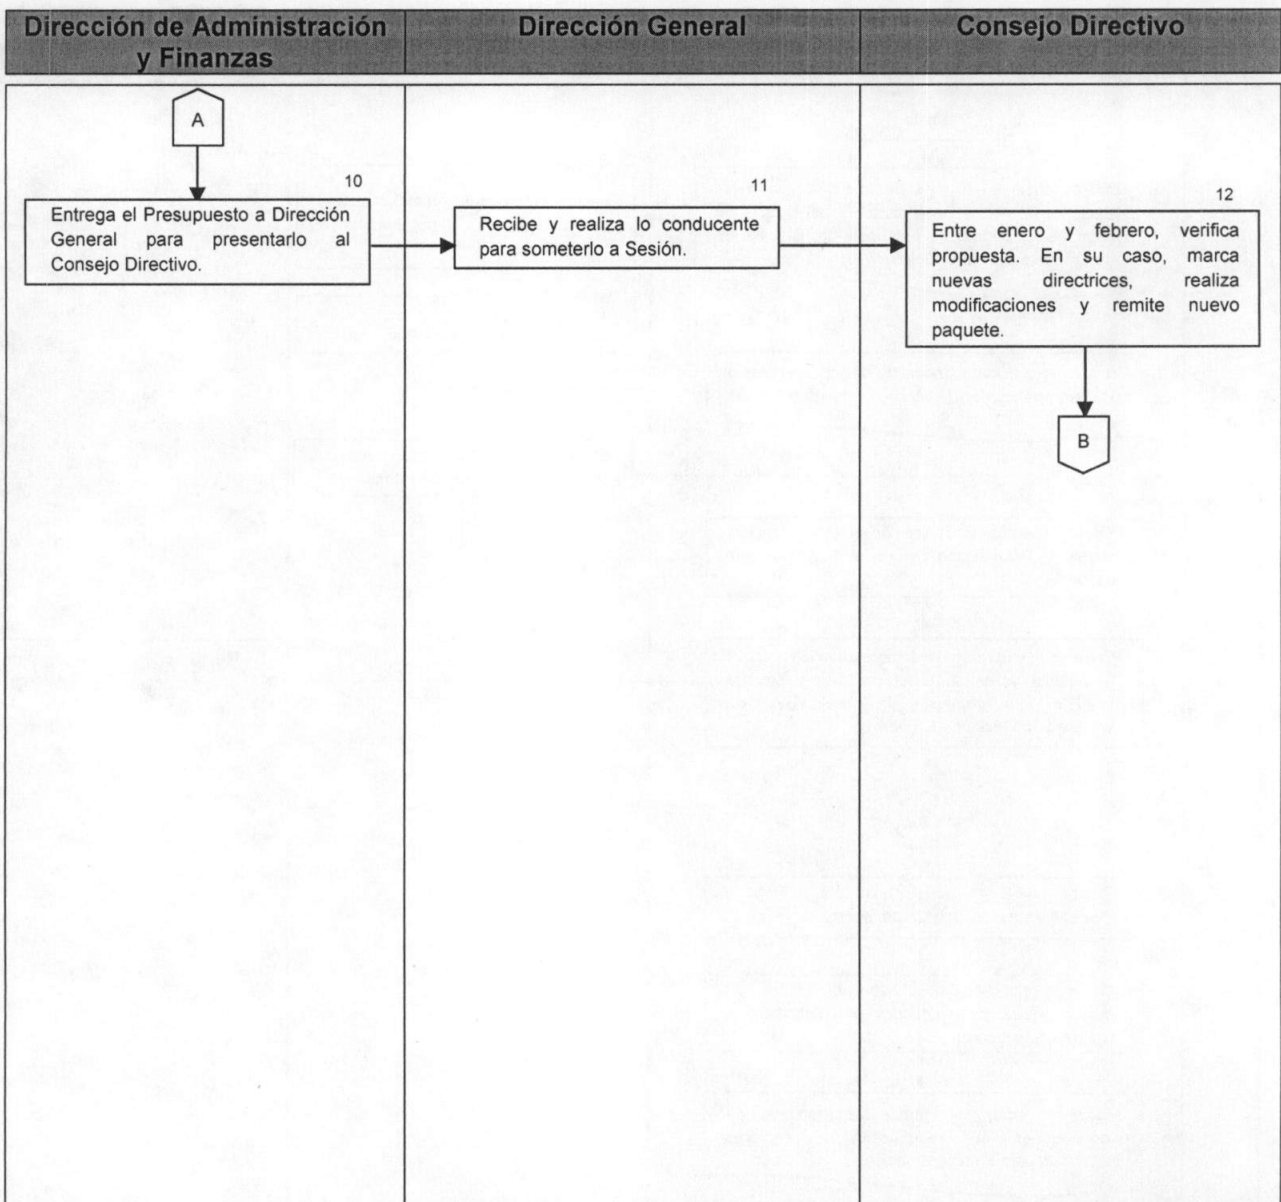 Dirección de Administración
y Finanzas
Dirección General
Consejo Directivo
A
10
Entrega el Presupuesto a Dirección
General para presentarlo al
Consejo Directivo.
11
Recibe y realiza lo conducente
para someterlo a Sesión.
12
Entre enero y febrero, verifica
propuesta. En su caso, marca
nuevas directrices, realiza
modificaciones y remite nuevo
paquete.
B